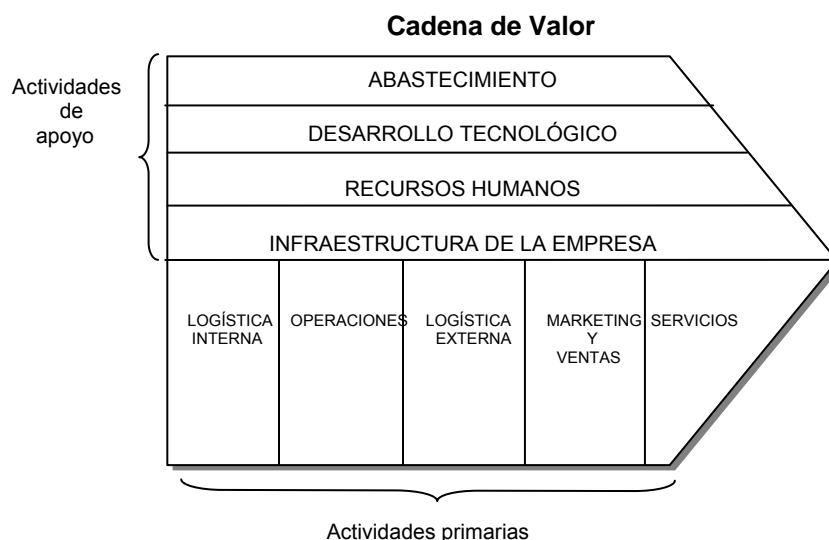 Cadena de Valor
Actividades
de
apoyo
ABASTECIMIENTO
DESARROLLO TECNOLÓGICO
RECURSOS HUMANOS
INFRAESTRUCTURA DE LA EMPRESA
LOGÍSTICA
INTERNA
OPERACIONES
LOGÍSTICA
EXTERNA
MARKETING
Y
VENTAS
SERVICIOS
Actividades primarias